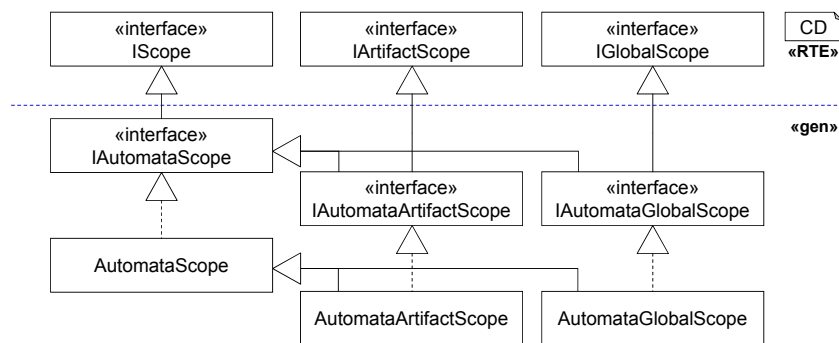 «interface»
IScope
«interface»
IArtifactScope
«interface»
IGlobalScope
CD
«RTE»
«interface»
IAutomataScope
«gen»
«interface»
IAutomataArtifactScope
«interface»
IAutomataGlobalScope
AutomataScope
AutomataArtifactScope
AutomataGlobalScope